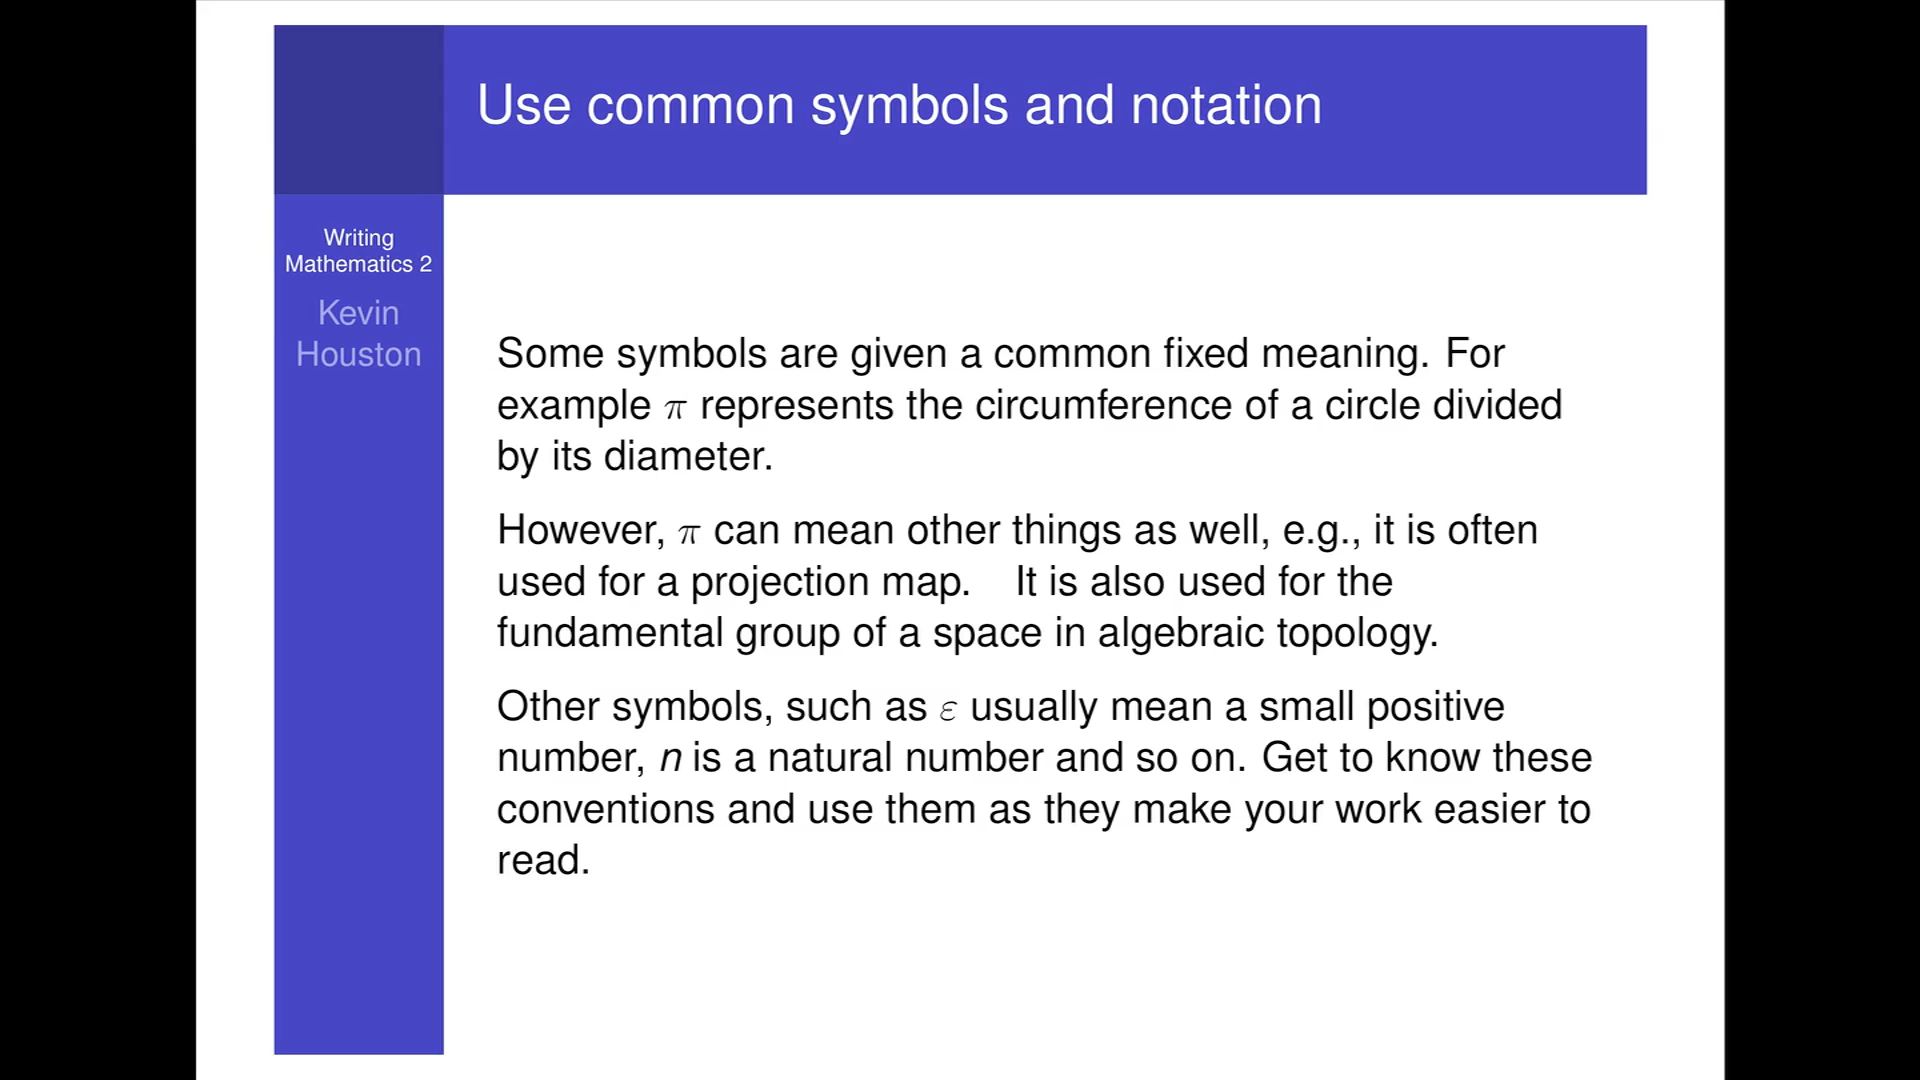 Use common symbols and notation
Writing
Mathematics 2
Kevin
Houston
Some symbols are given a common fixed meaning. For
example π represents the circumference of a circle divided
by its diameter.
However, π can mean other things as well, e.g., it is often
used for a projection map. It is also used for the
fundamental group of a space in algebraic topology.
Other symbols, such as ε usually mean a small positive
number, n is a natural number and so on. Get to know these
conventions and use them as they make your work easier to
read.